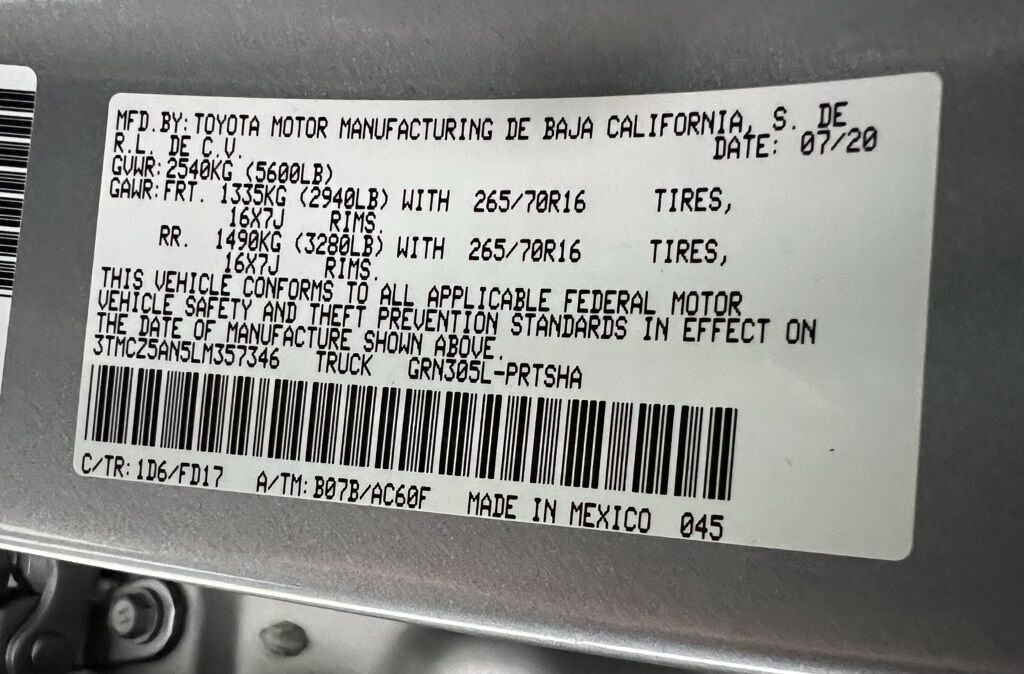 MFD.BY: TOYOTA MOTOR MANUFACTURING DE BAJA CALIFORNIA, S. DE
R.L. DE C.V. DATE: 07/20
GVWR: 2540KG (5600LB)
GAWR: FRT. 1335KG (2940LB) WITH 265/70R16 TIRES,
16X7J RIMS.
RR. 1490KG (3280LB) WITH 265/70R16 TIRES,
16X7J RIMS.
THIS VEHICLE CONFORMS TO ALL APPLICABLE FEDERAL MOTOR
VEHICLE SAFETY AND THEFT PREVENTION STANDARDS IN EFFECT ON
THE DATE OF MANUFACTURE SHOWN ABOVE.
3TMCZ5AN5LM357346 TRUCK GRN305L-PRTSHA
C/TR: 1D6/FD17 A/TM: B07B/AC60F MADE IN MEXICO 045